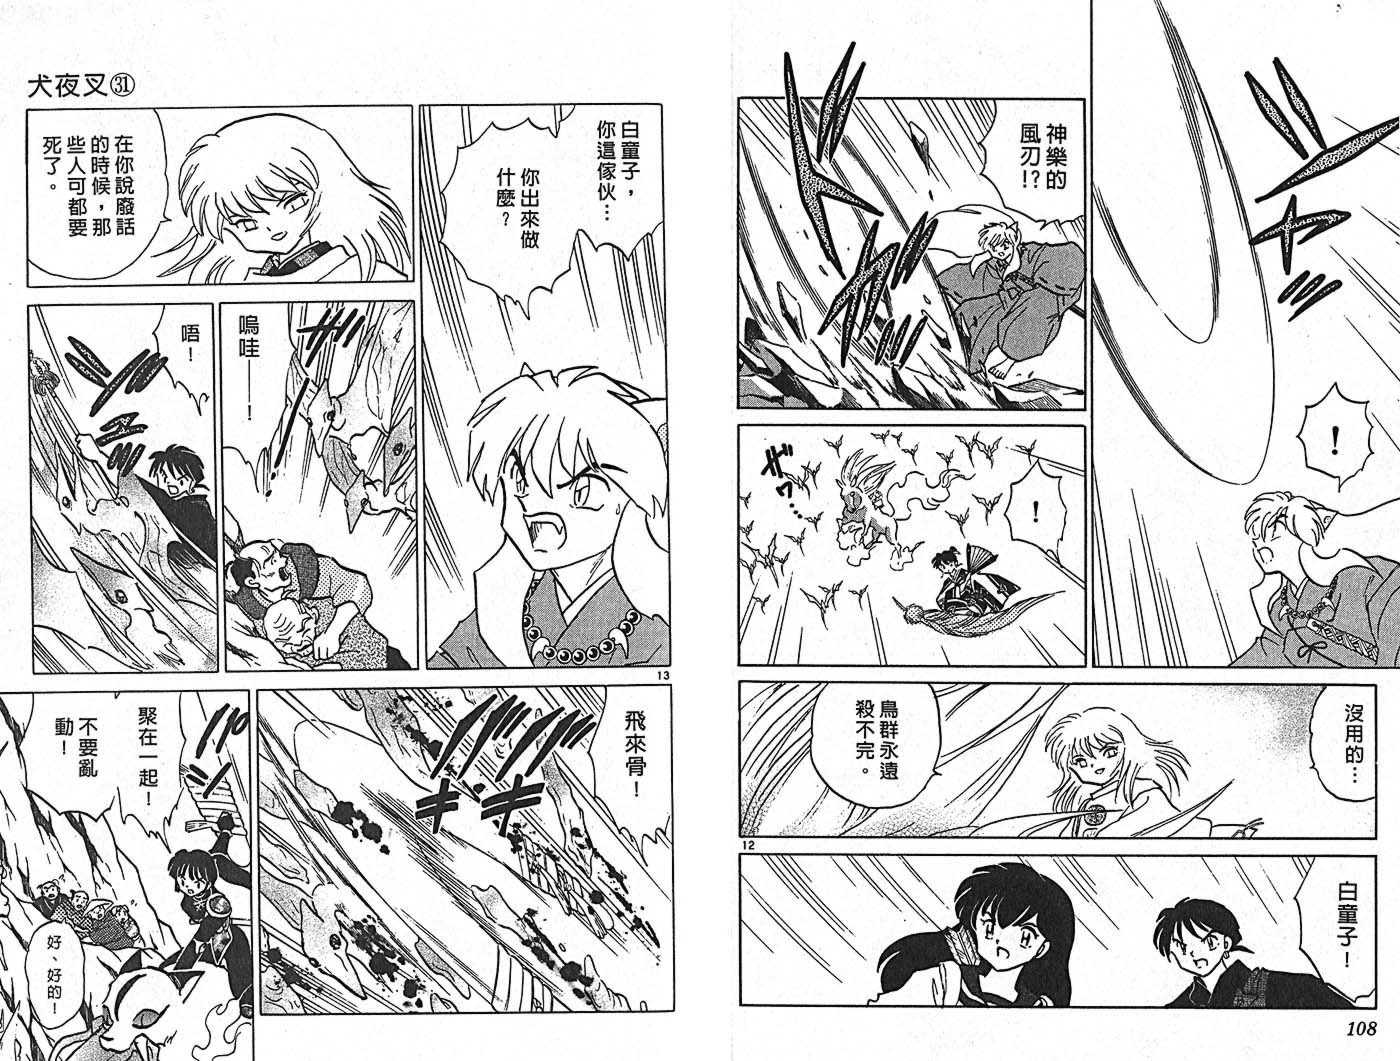 ！
神樂的
風刃!?
！
沒用的…
鳥群永遠
殺不完。
12
白童子！
108
犬夜叉㉛
白童子，
你這傢伙…
你出來做
什麼？
在你說廢話
的時候，那
些人可都要
死了。
嗚哇——！
唔！
13
飛來骨！
聚在一起！
不要亂
動！
好、好的！